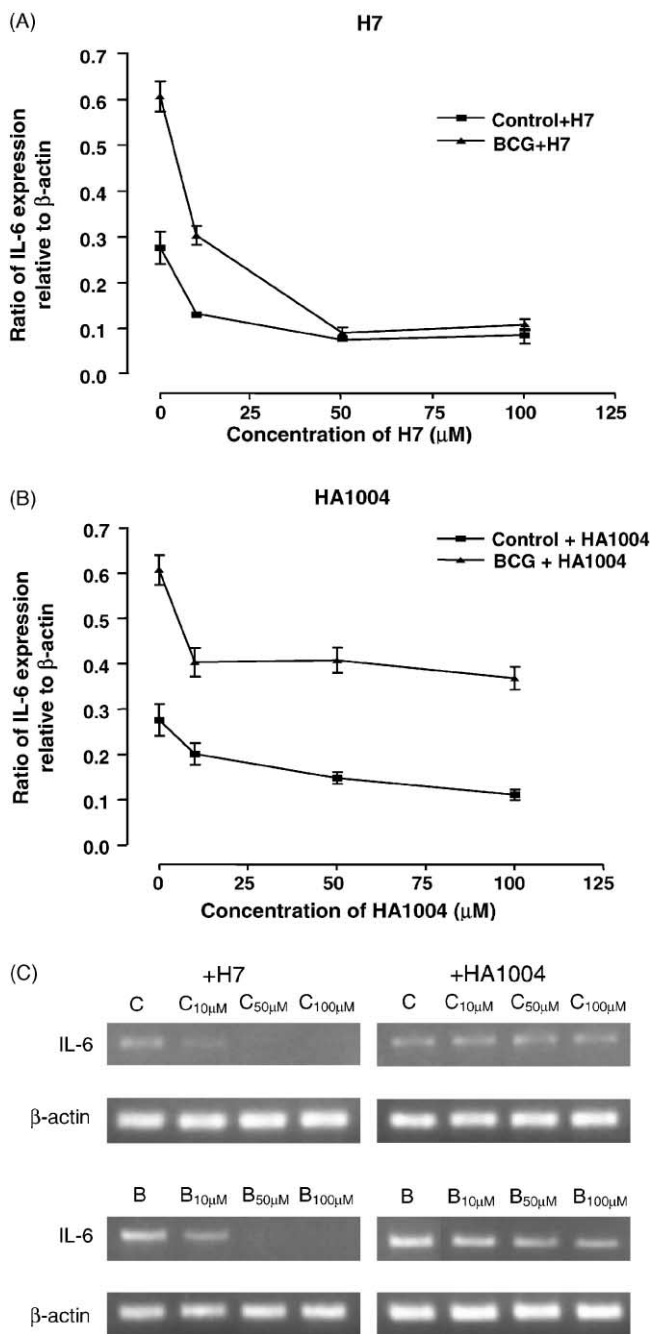 (A)
H7
0.7
0.6
0.5
0.4
0.3
0.2
0.1
0.0
Ratio of IL-6 expression
relative to β-actin
Control+H7
BCG+H7
0 25 50 75 100 125
Concentration of H7 (μM)
(B)
HA1004
0.7
0.6
0.5
0.4
0.3
0.2
0.1
0.0
Ratio of IL-6 expression
relative to β-actin
Control + HA1004
BCG + HA1004
0 25 50 75 100 125
Concentration of HA1004 (μM)
(C)
+H7 +HA1004
C C10μM C50μM C100μM C C10μM C50μM C100μM
IL-6
β-actin
B B10μM B50μM B100μM B B10μM B50μM B100μM
IL-6
β-actin